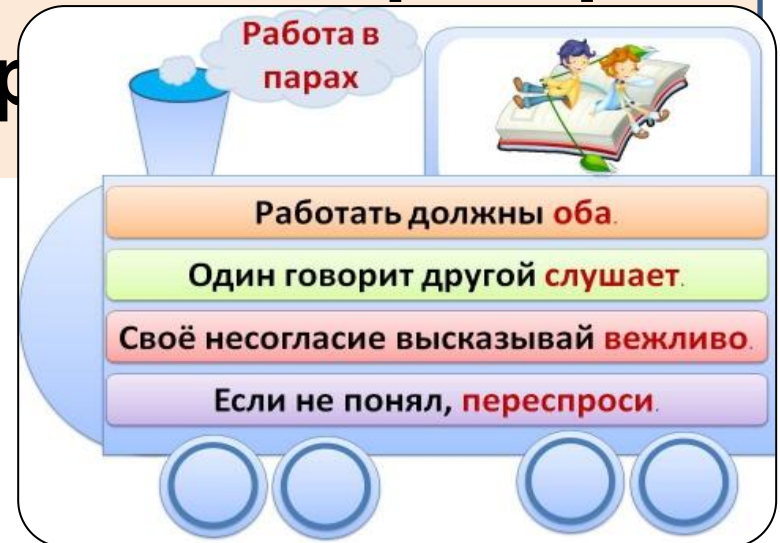 Работа в
парах
Работать должны оба.
Один говорит другой слушает.
Своё несогласие высказывай вежливо.
Если не понял, переспроси.